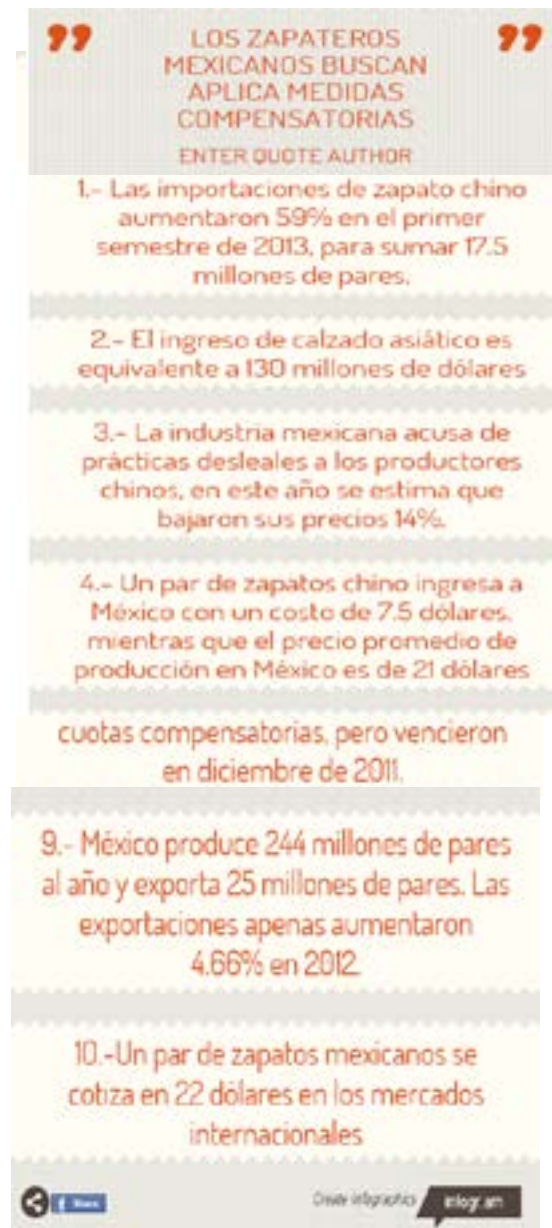 LOS ZAPATEROS
MEXICANOS BUSCAN
APLICA MEDIDAS
COMPENSATORIAS
ENTER QUOTE AUTHOR
1.- Las importaciones de zapato chino
aumentaron 59% en el primer
semestre de 2013, para sumar 17.5
millones de pares.
2.- El ingreso de calzado asiático es
equivalente a 130 millones de dólares
3.- La industria mexicana acusa de
prácticas desleales a los productores
chinos, en este año se estima que
bajaron sus precios 14%.
4.- Un par de zapatos chino ingresa a
México con un costo de 7.5 dólares,
mientras que el precio promedio de
producción en México es de 21 dólares
cuotas compensatorias, pero vencieron
en diciembre de 2011.
9.- México produce 244 millones de pares
al año y exporta 25 millones de pares. Las
exportaciones apenas aumentaron
4.66% en 2012.
10.-Un par de zapatos mexicanos se
cotiza en 22 dólares en los mercados
internacionales
Share Create infographics infogr.am